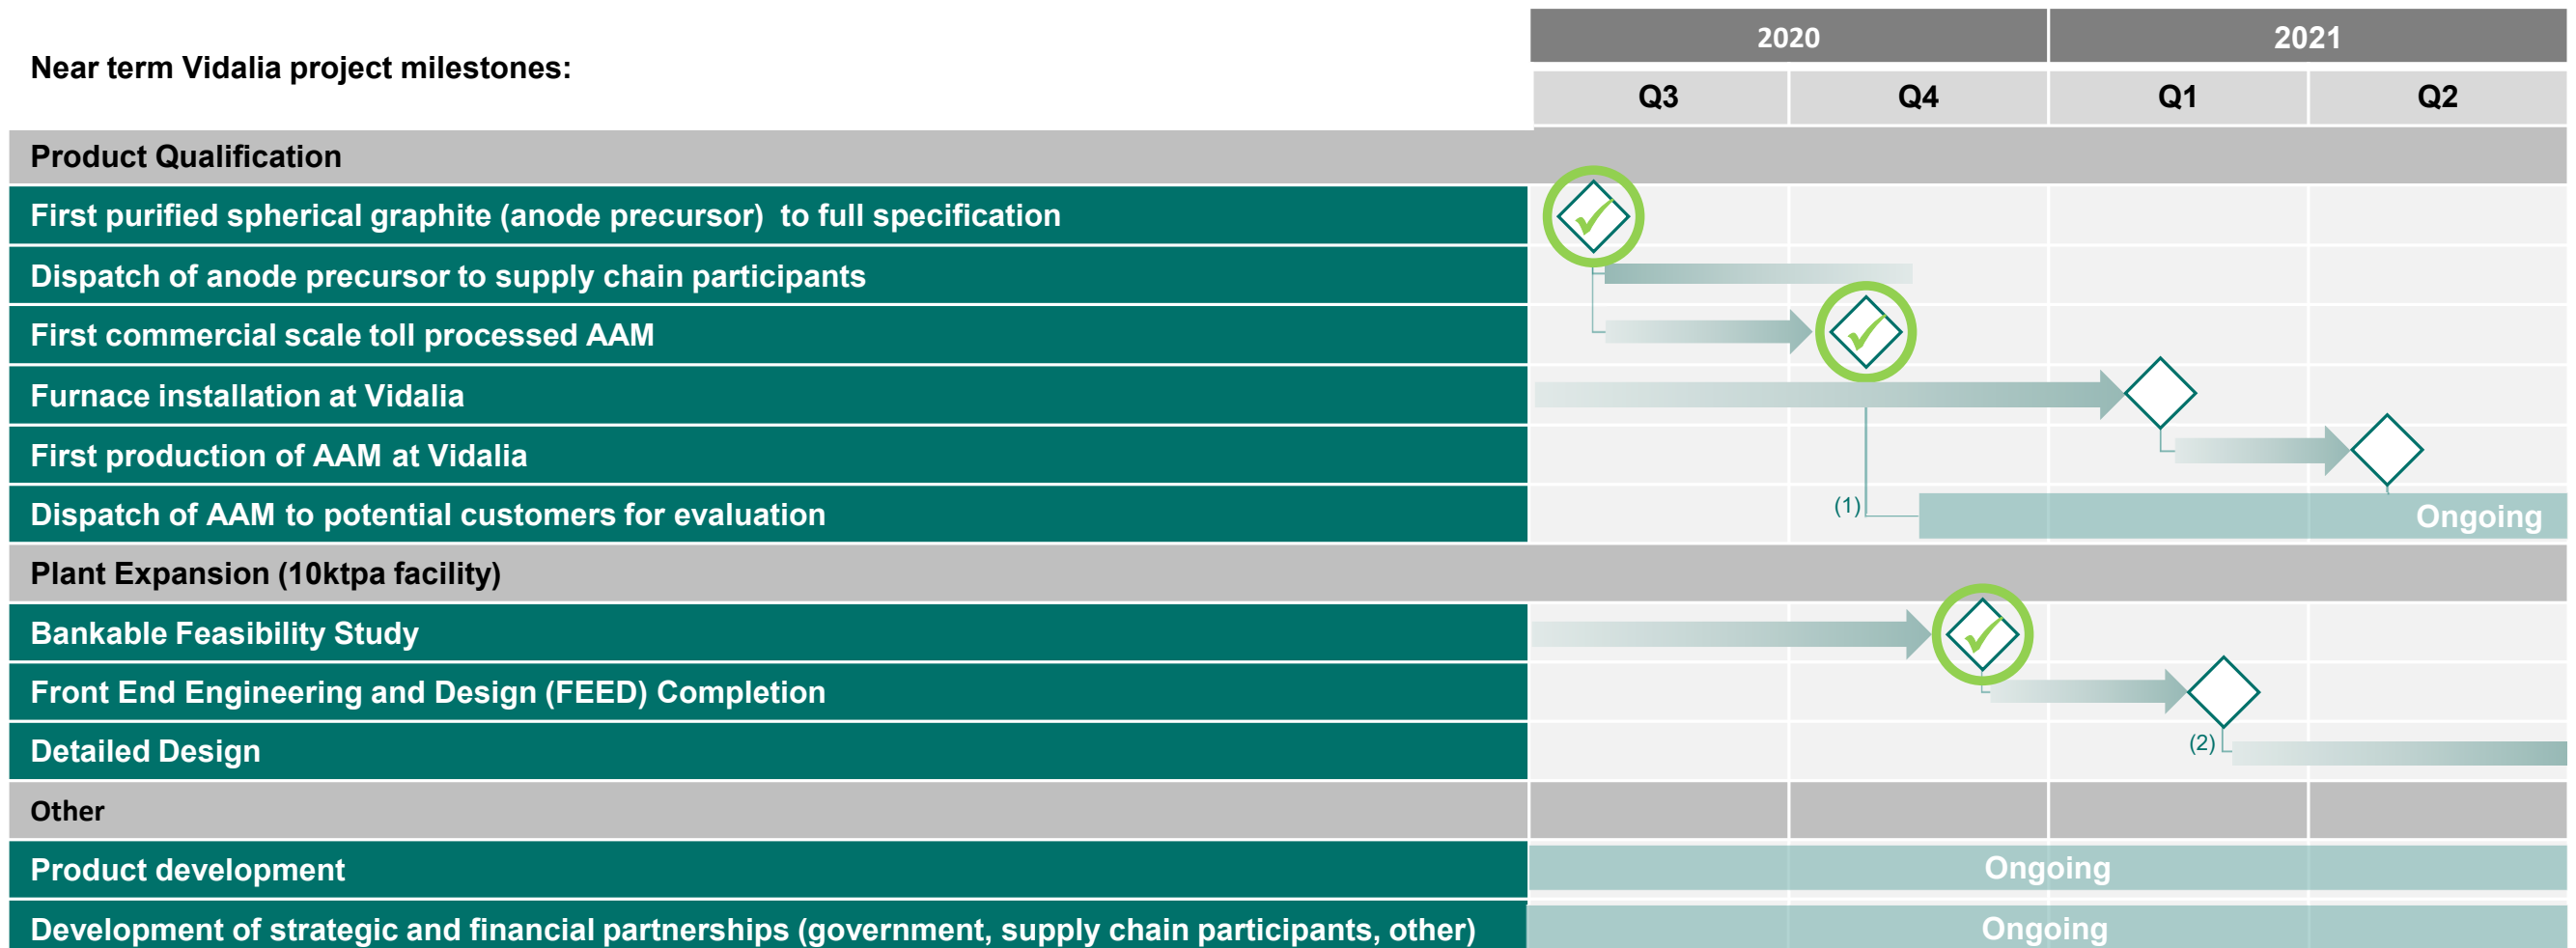 2020 2021
Near term Vidalia project milestones:
Q3 Q4 Q1 Q2
Product Qualification
First purified spherical graphite (anode precursor)  to full specification
Dispatch of anode precursor to supply chain participants
First commercial scale toll processed AAM
Furnace installation at Vidalia
First production of AAM at Vidalia
Dispatch of AAM to potential customers for evaluation (1) Ongoing
Plant Expansion (10ktpa facility)
Bankable Feasibility Study
Front End Engineering and Design (FEED) Completion
Detailed Design (2)
Other
Product development Ongoing
Development of strategic and financial partnerships (government, supply chain participants, other) Ongoing